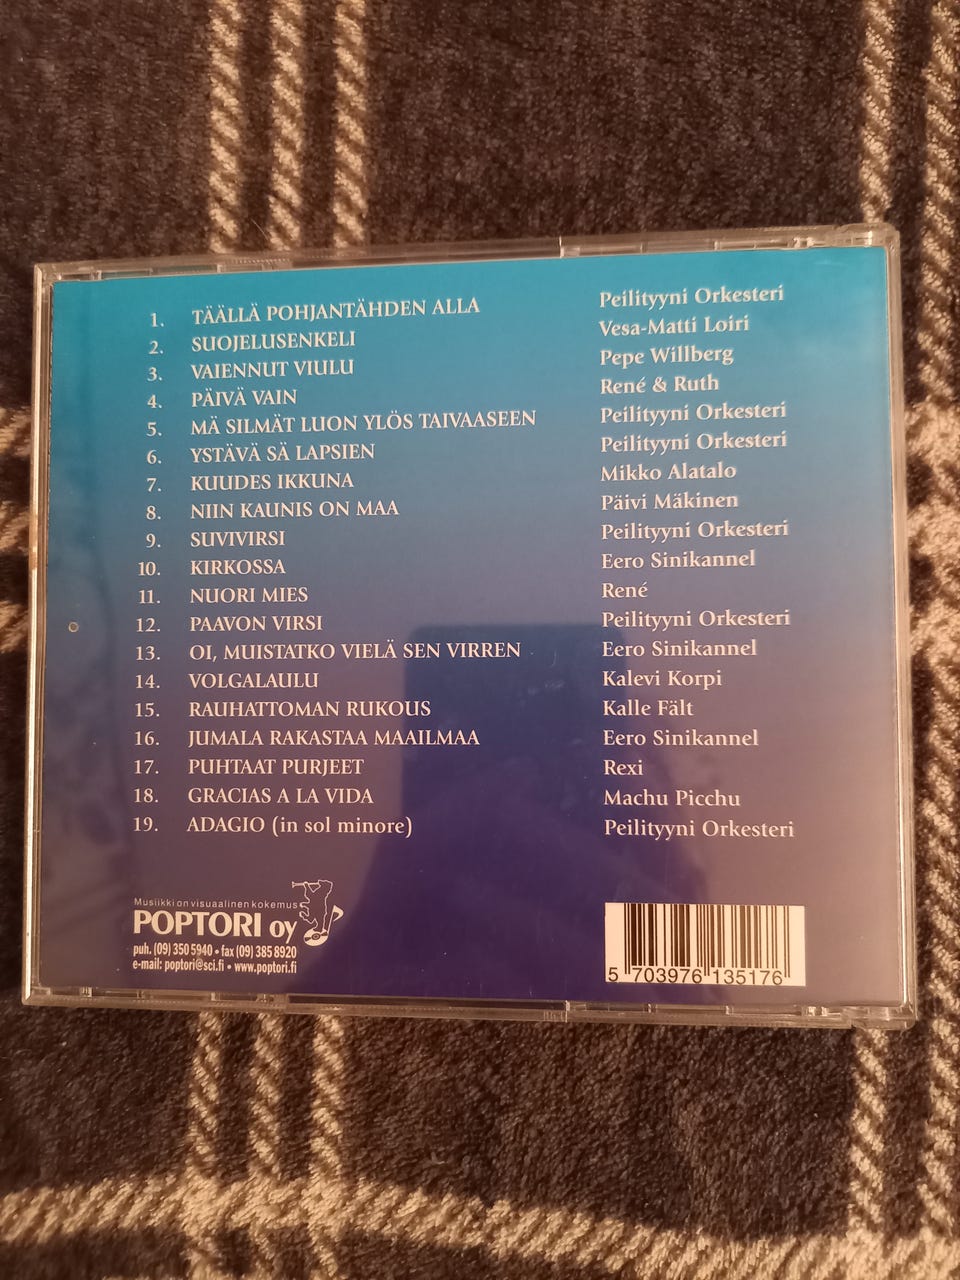 1. TÄÄLLÄ POHJANTÄHDEN ALLA Peilityyni Orkesteri
2. SUOJELUSENKELI Vesa-Matti Loiri
3. VAIENNUT VIULU Pepe Willberg
4. PÄIVÄ VAIN René & Ruth
5. MÄ SILMÄT LUON YLÖS TAIVAASEEN Peilityyni Orkesteri
6. YSTÄVÄ SÄ LAPSIEN Peilityyni Orkesteri
7. KUUDES IKKUNA Mikko Alatalo
8. NIIN KAUNIS ON MAA Päivi Mäkinen
9. SUVIVIRSI Peilityyni Orkesteri
10. KIRKOSSA Eero Sinikannel
11. NUORI MIES René
12. PAAVON VIRSI Peilityyni Orkesteri
13. OI, MUISTATKO VIELÄ SEN VIRREN Eero Sinikannel
14. VOLGALAULU Kalevi Korpi
15. RAUHATTOMAN RUKOUS Kalle Fält
16. JUMALA RAKASTAA MAAILMAA Eero Sinikannel
17. PUHTAAT PURJEET Rexi
18. GRACIAS A LA VIDA Machu Picchu
19. ADAGIO (in sol minore) Peilityyni Orkesteri
Musiikki on visuaalinen kokemus
POPTORI oy
puh. (09) 350 5940 • fax (09) 385 8920
e-mail: poptori@sci.fi • www.poptori.fi
5 703976 135176